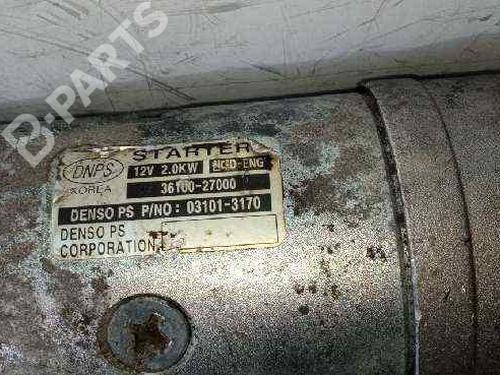 B-PARTS
STARTER
DNPS
12V 2.0KW
KOREA
36100-27000
DENSO PS P/NO : 03101-3170
DENSO PS
CORPORATION